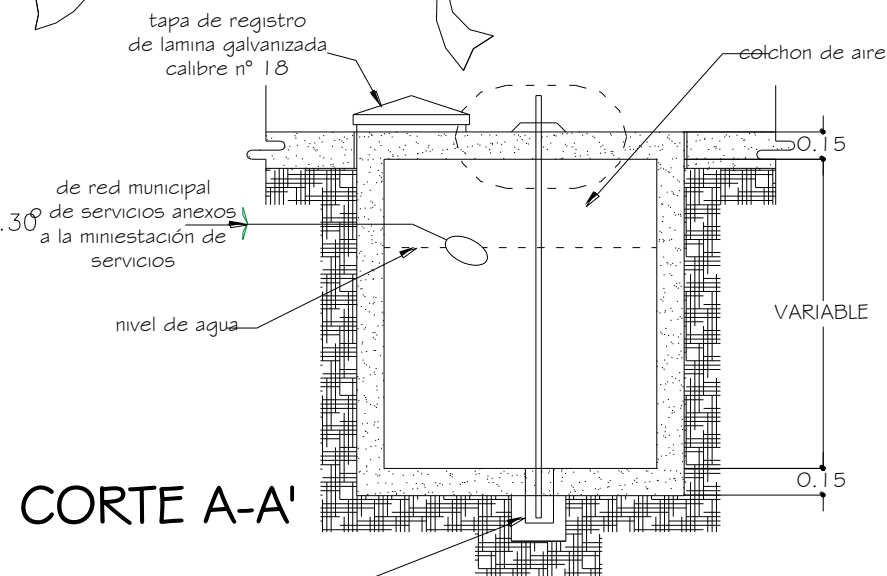 tapa de registro
de lamina galvanizada
calibre n° 18
colchon de aire
0.15
de red municipal
o de servicios anexos
.30
a la miniestación de
servicios
nivel de agua
VARIABLE
0.15
CORTE A-A'